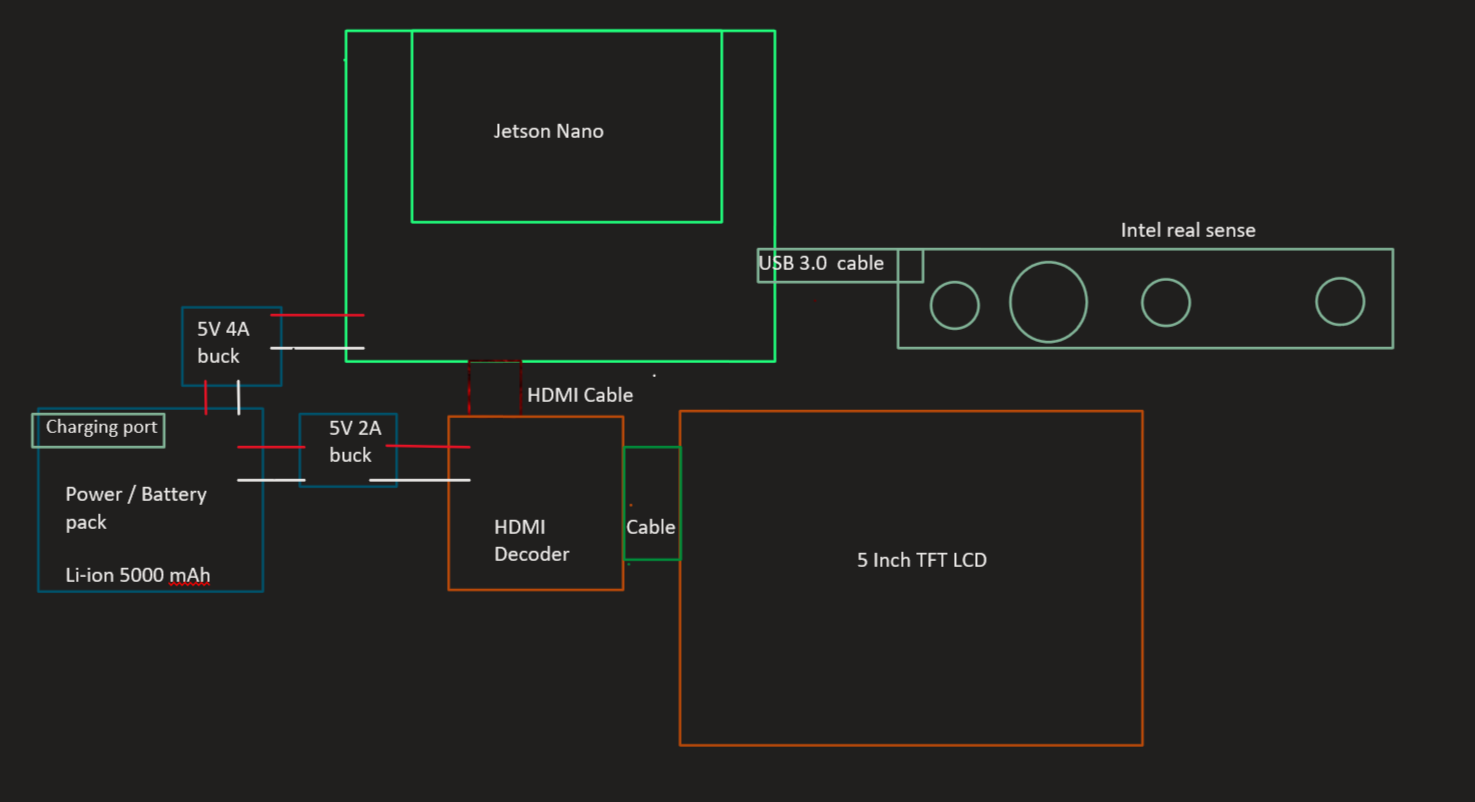 Jetson Nano
Intel real sense
USB 3.0 cable
5V 4A
buck
HDMI Cable
Charging port
5V 2A
buck
Power / Battery
pack
Li-ion 5000 mAh
HDMI
Decoder
Cable
5 Inch TFT LCD